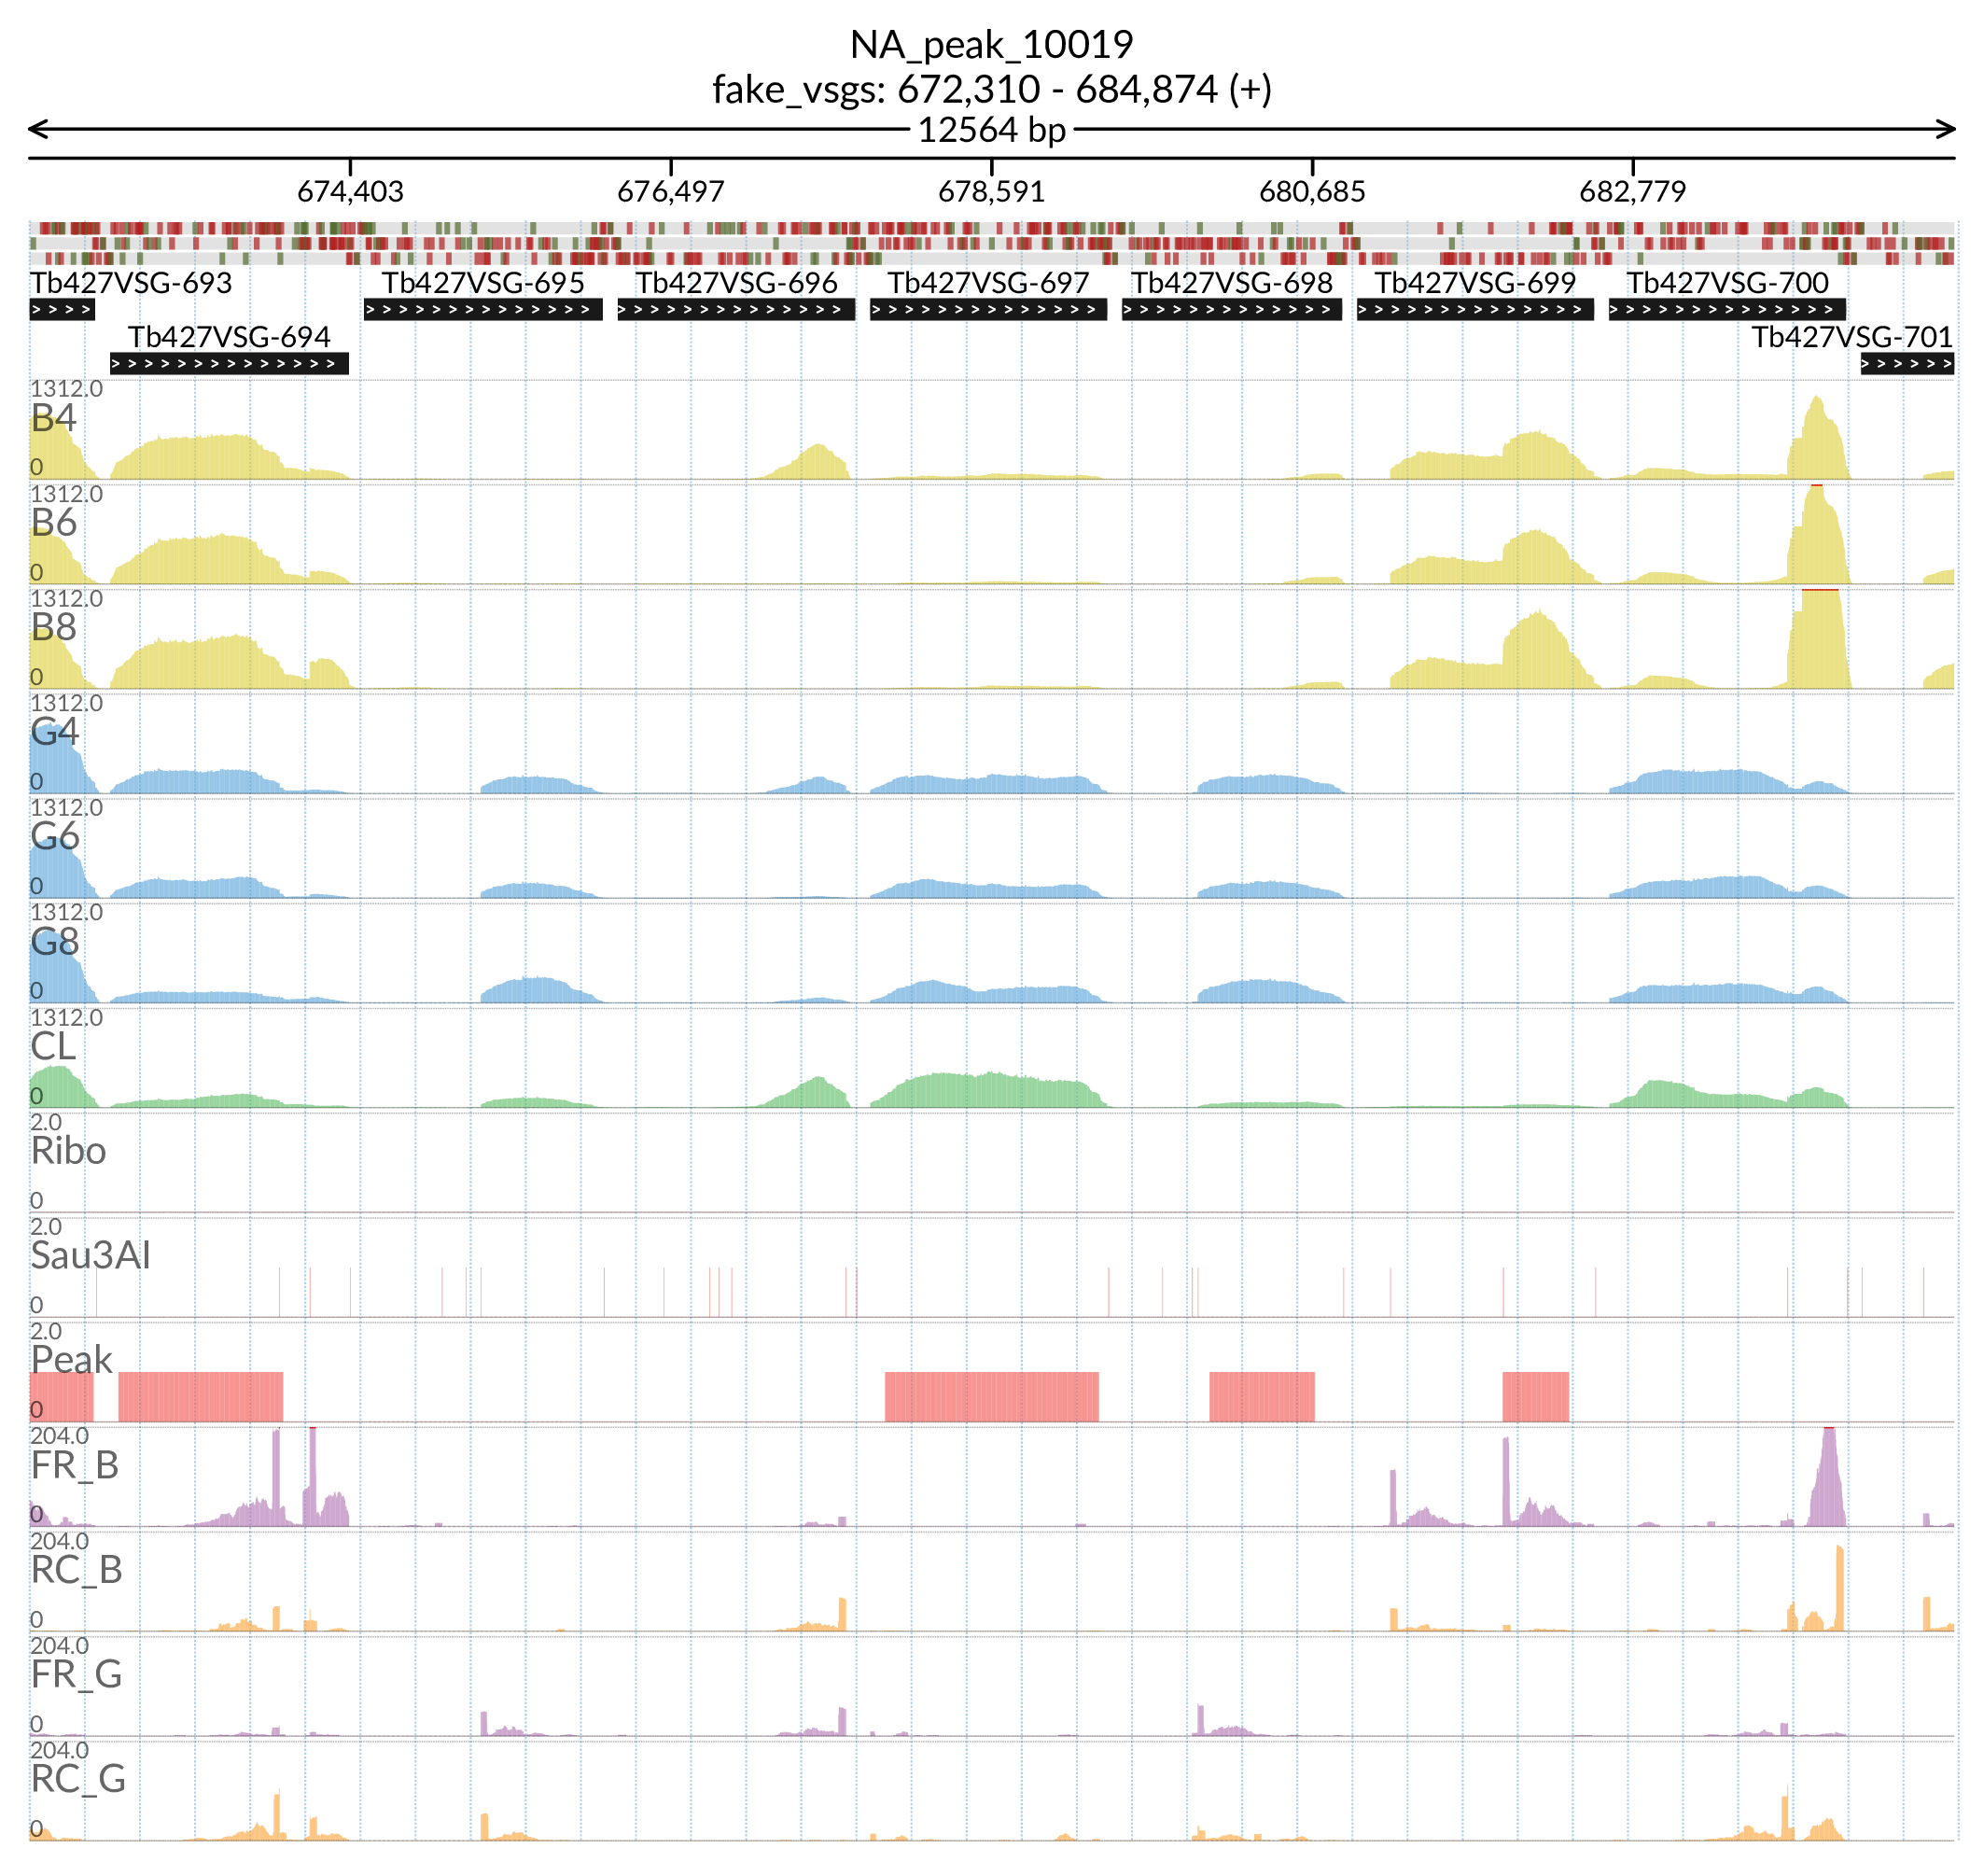 NA_peak_10019
fake_vsgs: 672,310 - 684,874 (+)
12564 bp
674,403 676,497 678,591 680,685 682,779
Tb427VSG-693 Tb427VSG-695 Tb427VSG-696 Tb427VSG-697 Tb427VSG-698 Tb427VSG-699 Tb427VSG-700
Tb427VSG-694 Tb427VSG-701
1312.0
B4
0
1312.0
B6
0
1312.0
B8
0
1312.0
G4
0
1312.0
G6
0
1312.0
G8
0
1312.0
CL
0
2.0
Ribo
0
2.0
Sau3AI
0
2.0
Peak
0
204.0
FR_B
0
204.0
RC_B
0
204.0
FR_G
0
204.0
RC_G
0